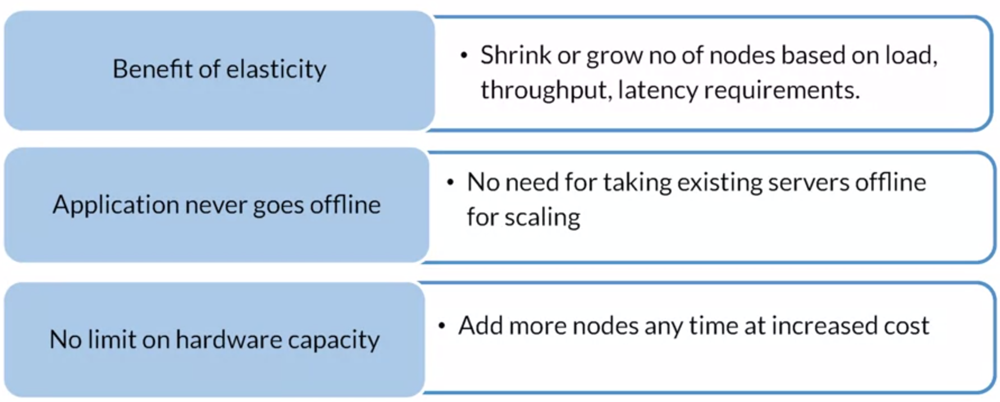 Benefit of elasticity
• Shrink or grow no of nodes based on load,
throughput, latency requirements.
Application never goes offline
• No need for taking existing servers offline
for scaling
No limit on hardware capacity
• Add more nodes any time at increased cost